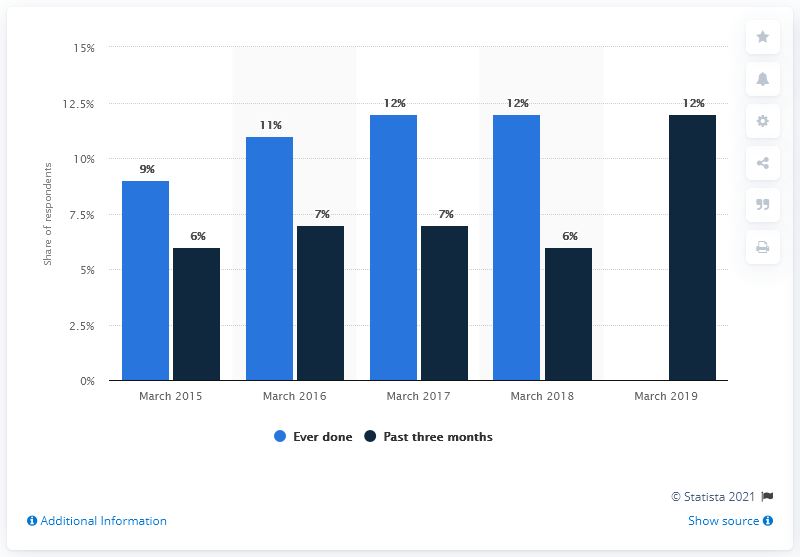 15%
12.5%
10%
7.5%
5%
2.5%
0%
Share of respondents
9%
6%
11%
7%
12%
7%
12%
6%
12%
March 2015
March 2016
March 2017
March 2018
March 2019
Ever done
Past three months
© Statista 2021
Additional Information
Show source